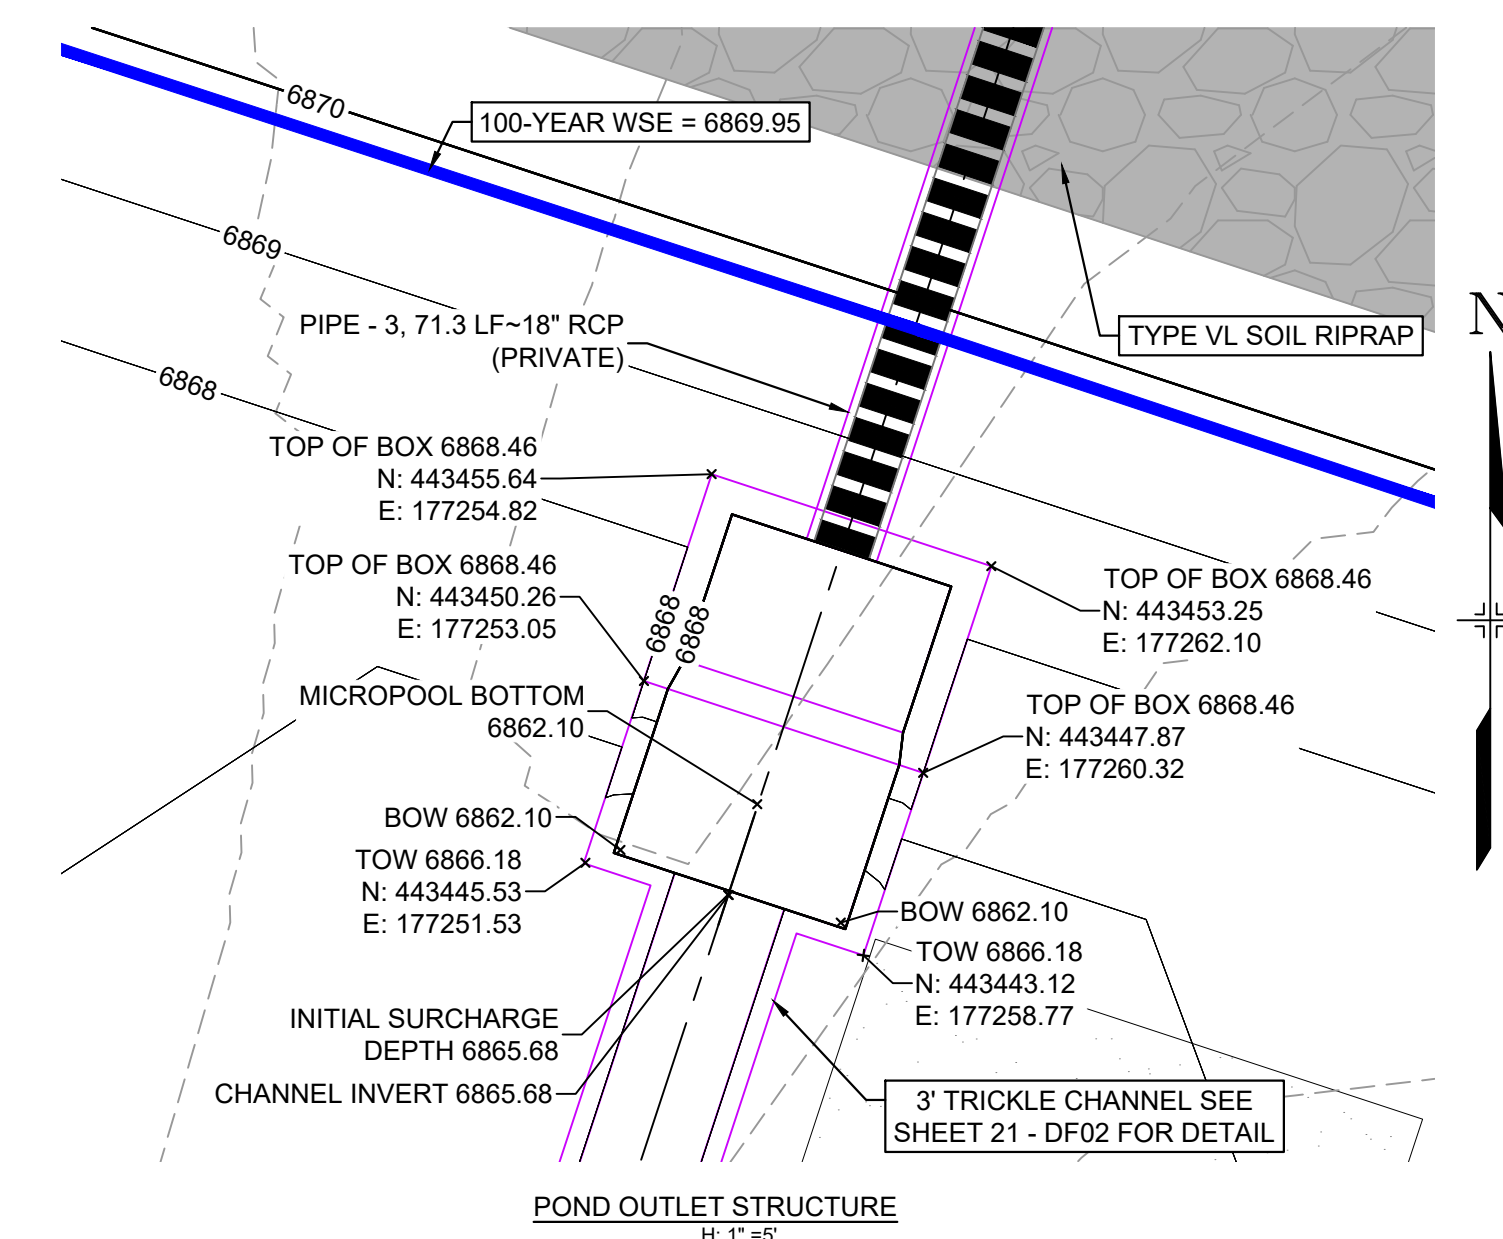 6870
100-YEAR WSE = 6869.95
6869
N
PIPE - 3, 71.3 LF~18" RCP
(PRIVATE)
TYPE VL SOIL RIPRAP
6868
TOP OF BOX 6868.46
N: 443455.64
E: 177254.82
TOP OF BOX 6868.46
N: 443450.26
E: 177253.05
TOP OF BOX 6868.46
N: 443453.25
E: 177262.10
6868
6868
MICROPOOL BOTTOM
6862.10
TOP OF BOX 6868.46
N: 443447.87
E: 177260.32
BOW 6862.10
TOW 6866.18
N: 443445.53
E: 177251.53
BOW 6862.10
TOW 6866.18
N: 443443.12
E: 177258.77
INITIAL SURCHARGE
DEPTH 6865.68
CHANNEL INVERT 6865.68
3' TRICKLE CHANNEL SEE
SHEET 21 - DF02 FOR DETAIL
POND OUTLET STRUCTURE
H: 1" =5'